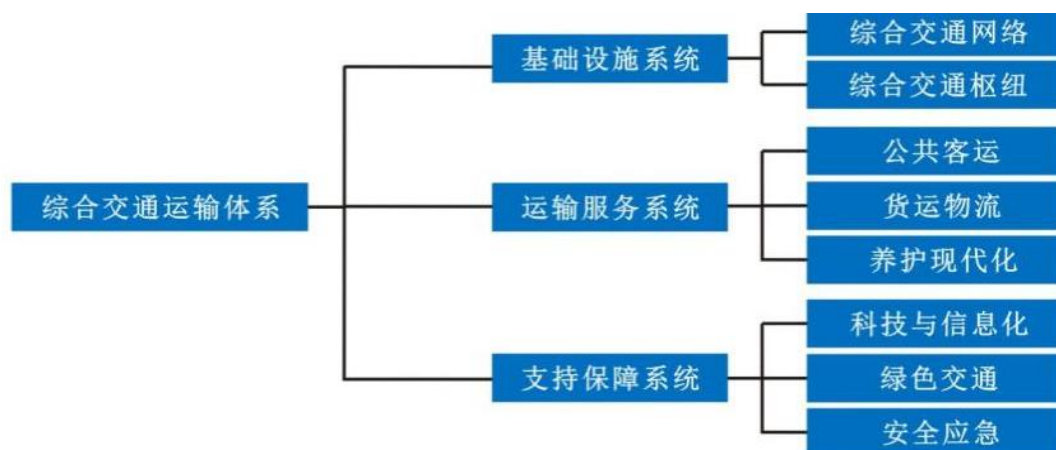 综合交通运输体系
基础设施系统
综合交通网络
综合交通枢纽
运输服务系统
公共客运
货运物流
养护现代化
支持保障系统
科技与信息化
绿色交通
安全应急